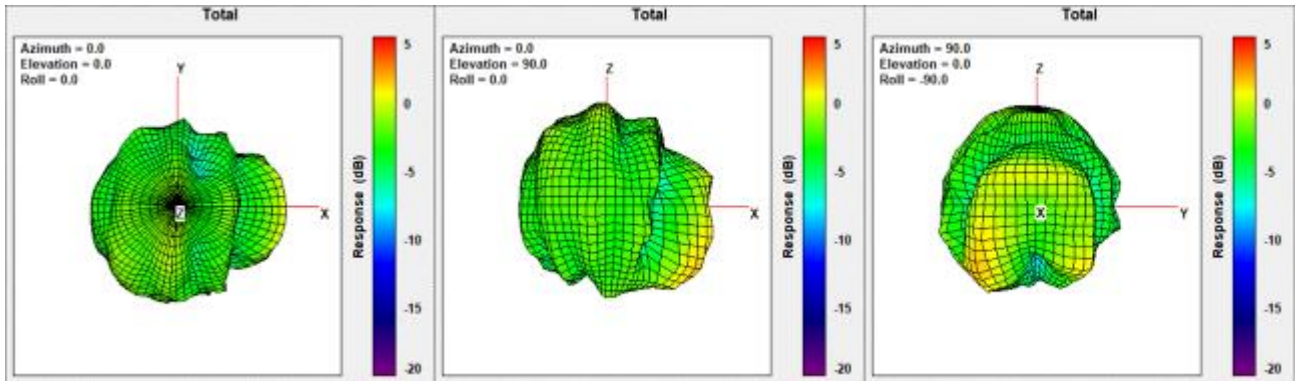 Total
Azimuth = 0.0
Elevation = 0.0
Roll = 0.0
Y
Z
X
5
0
-5
-10
-15
-20
Response (dB)
Total
Azimuth = 0.0
Elevation = 90.0
Roll = 0.0
Z
X
5
0
-5
-10
-15
-20
Response (dB)
Total
Azimuth = 90.0
Elevation = 0.0
Roll = -90.0
Z
X
Y
5
0
-5
-10
-15
-20
Response (dB)